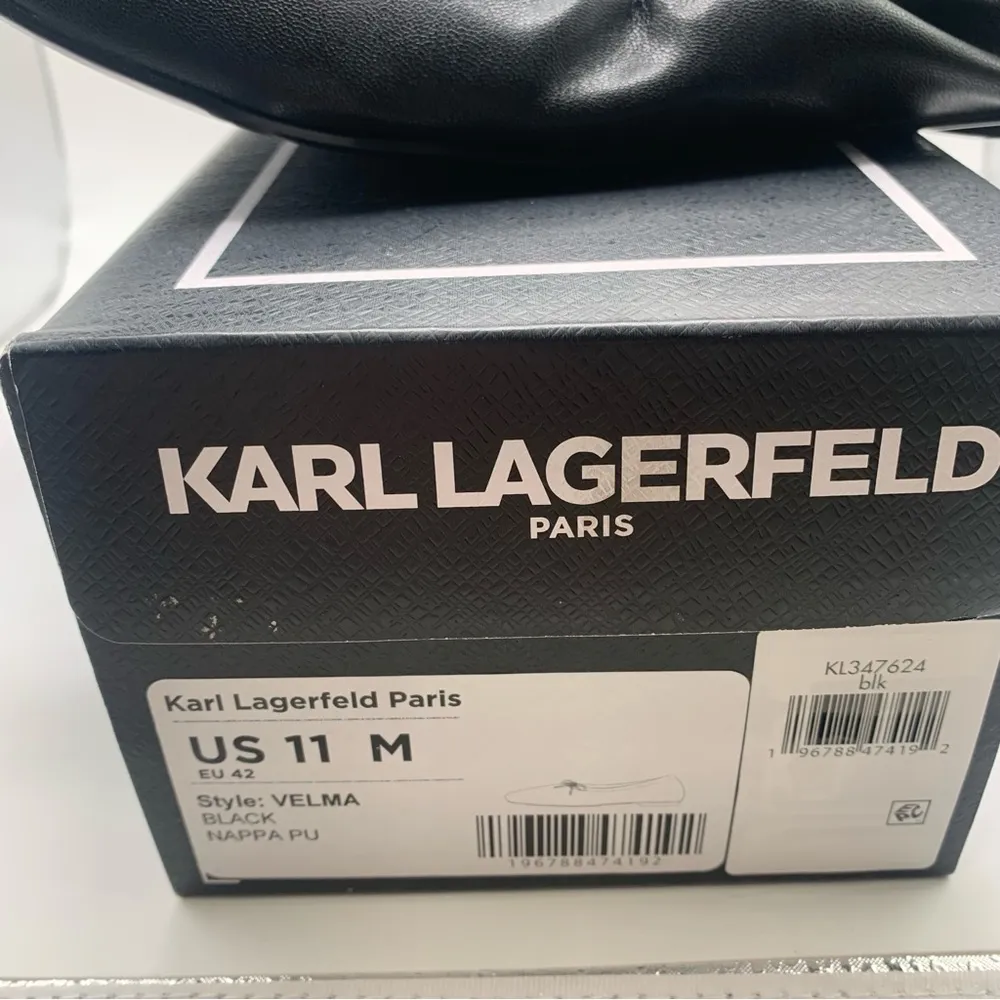 KARL LAGERFELD
PARIS
Karl Lagerfeld Paris
US 11 M
EU 42
Style: VELMA
BLACK
NAPPA PU
196788474192
KL347624
blk
1 96788 47419 2